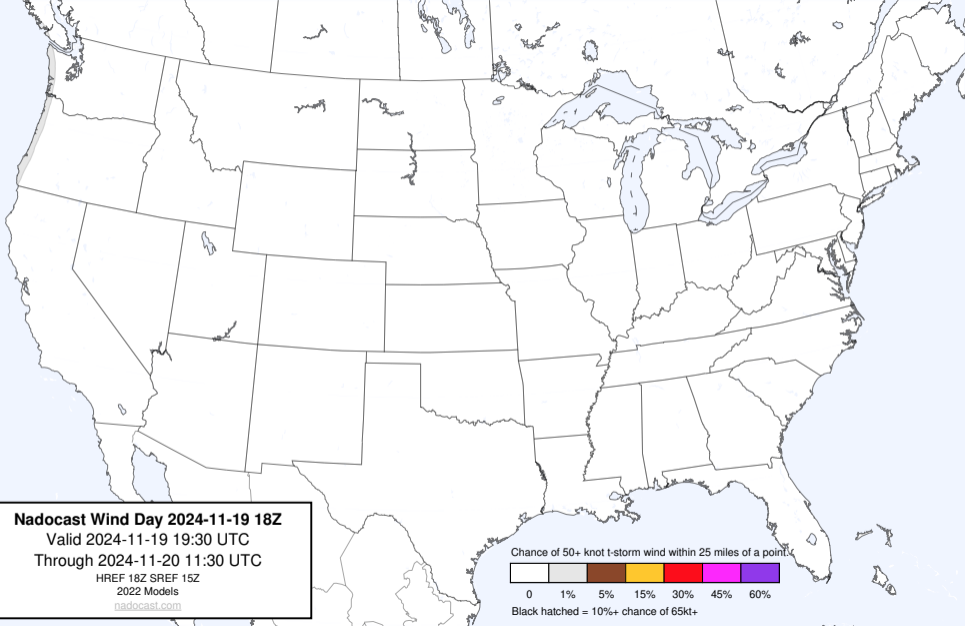 Nadocast Wind Day 2024-11-19 18Z
Valid 2024-11-19 19:30 UTC
Through 2024-11-20 11:30 UTC
HREF 18Z SREF 15Z
2022 Models
nadocast.com
Chance of 50+ knot t-storm wind within 25 miles of a point.
0 1% 5% 15% 30% 45% 60%
Black hatched = 10%+ chance of 65kt+